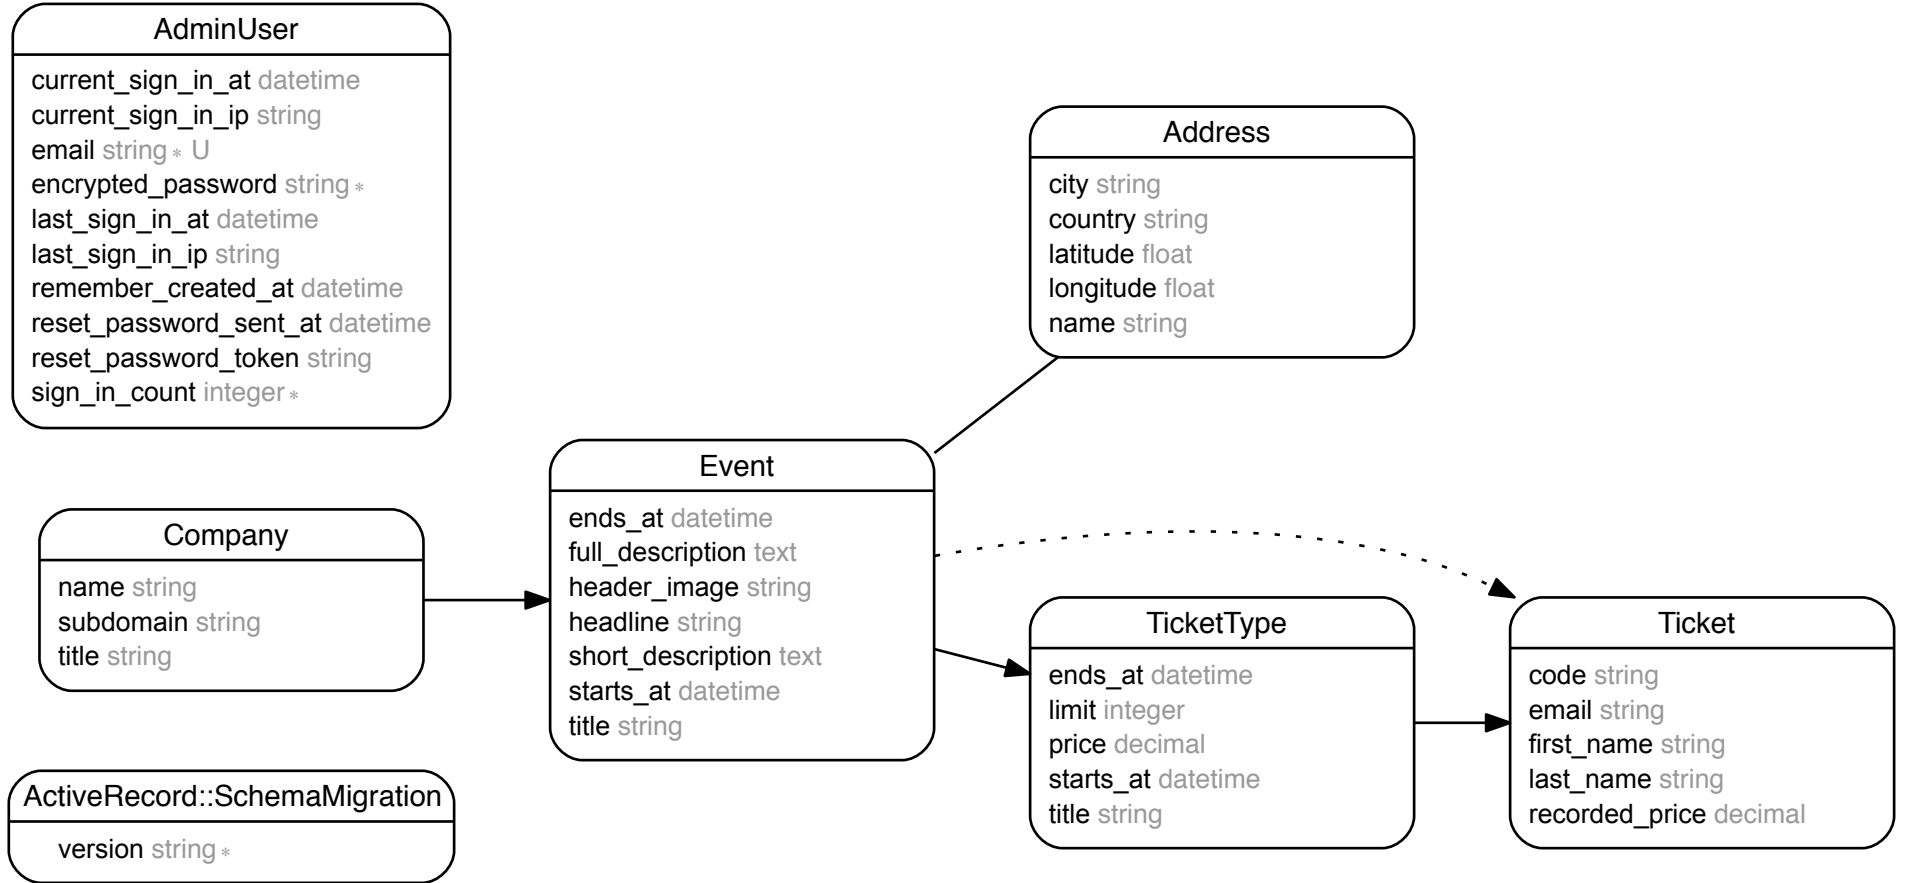 AdminUser
current_sign_in_at datetime
current_sign_in_ip string
email string * U
encrypted_password string *
last_sign_in_at datetime
last_sign_in_ip string
remember_created_at datetime
reset_password_sent_at datetime
reset_password_token string
sign_in_count integer *
Address
city string
country string
latitude float
longitude float
name string
Company
name string
subdomain string
title string
Event
ends_at datetime
full_description text
header_image string
headline string
short_description text
starts_at datetime
title string
TicketType
ends_at datetime
limit integer
price decimal
starts_at datetime
title string
Ticket
code string
email string
first_name string
last_name string
recorded_price decimal
ActiveRecord::SchemaMigration
version string *